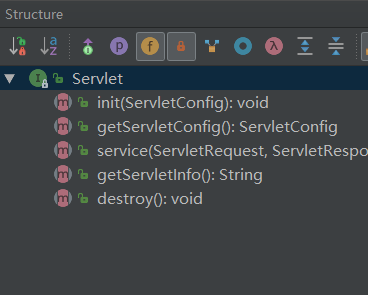 Structure
Servlet
init(ServletConfig): void
getServletConfig(): ServletConfig
service(ServletRequest, ServletRespo
getServletInfo(): String
destroy(): void